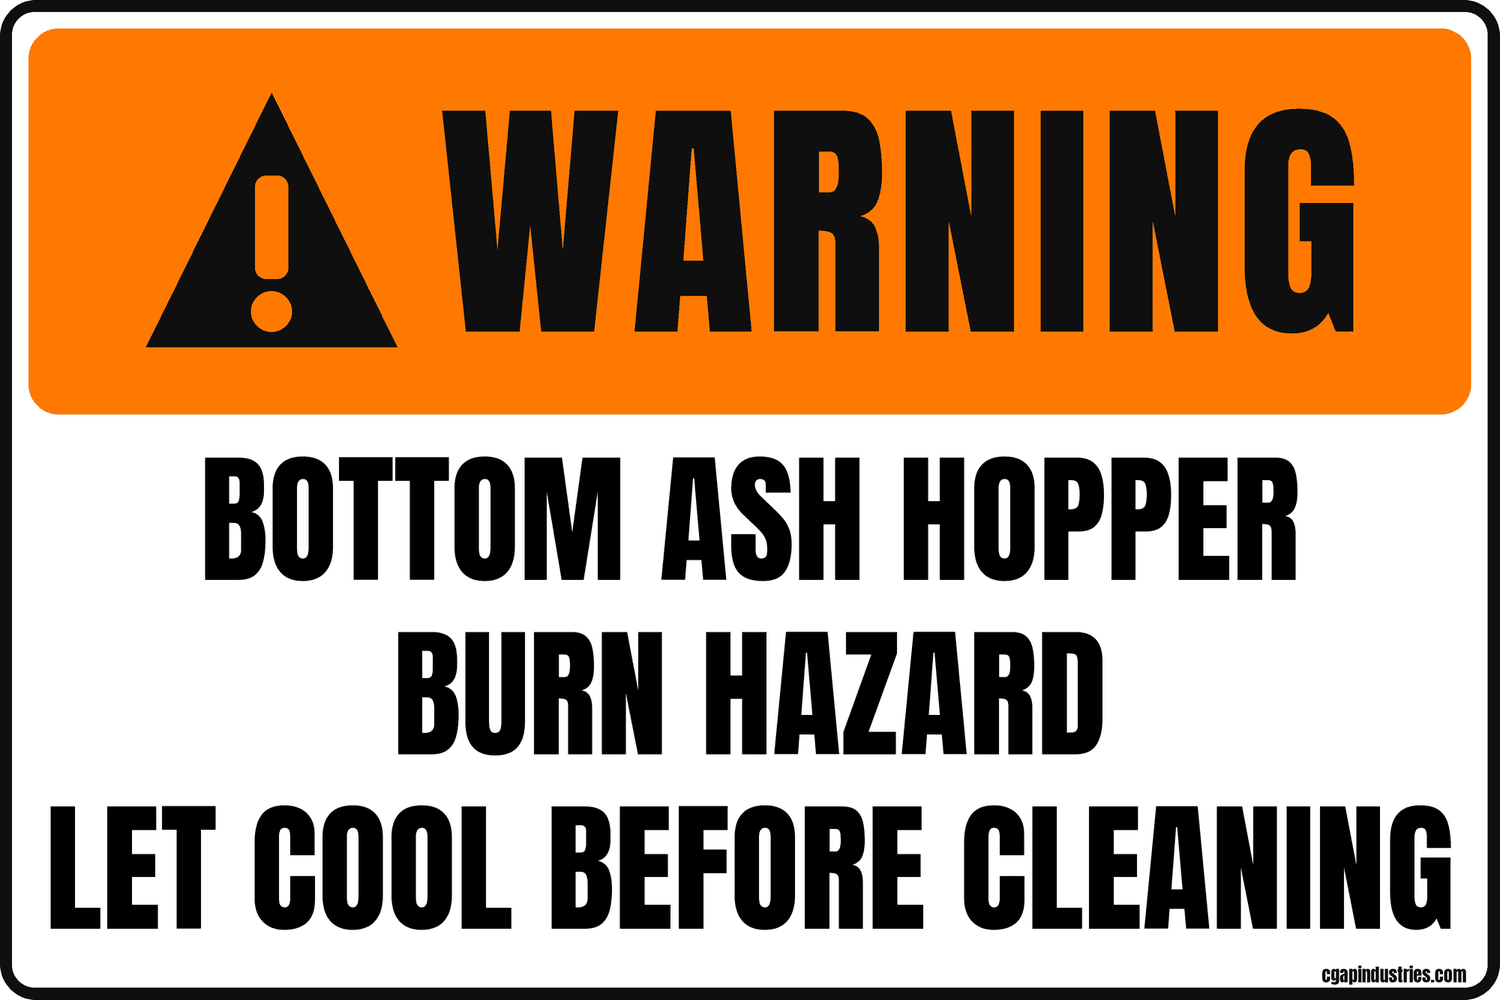 WARNING
BOTTOM ASH HOPPER
BURN HAZARD
LET COOL BEFORE CLEANING
cgapindustries.com